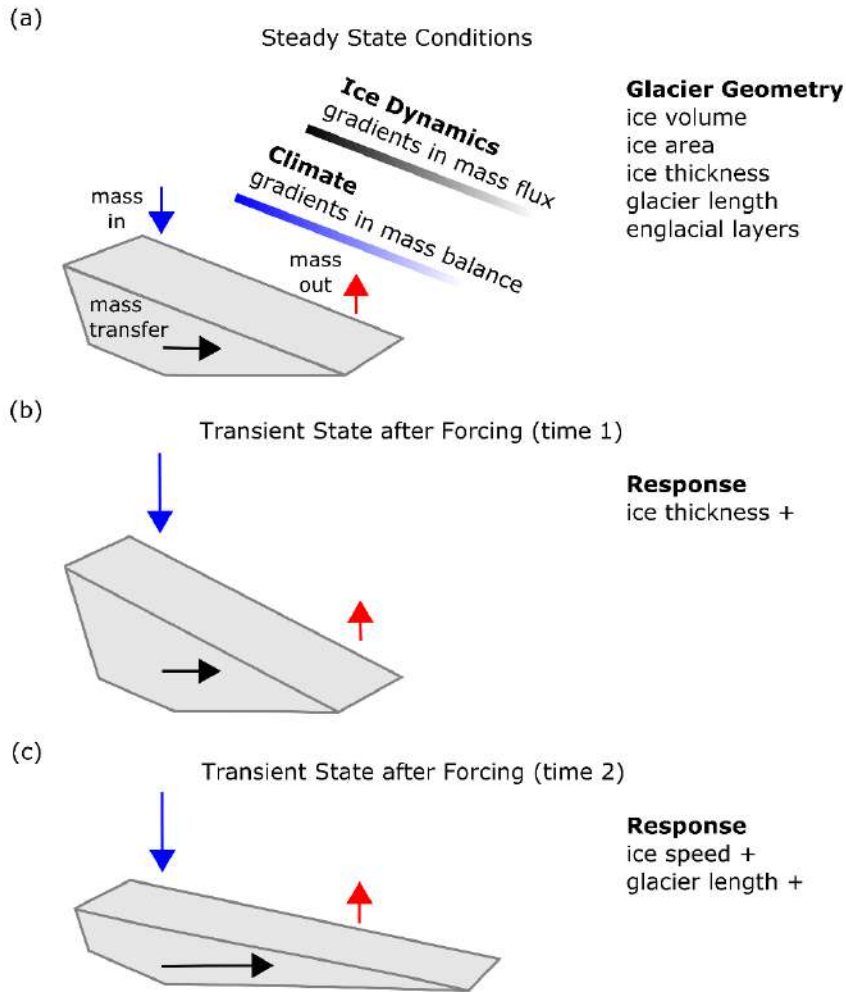 (a)
Steady State Conditions
Ice Dynamics
gradients in mass flux
Climate
gradients in mass balance
mass
in
mass
out
mass
transfer
Glacier Geometry
ice volume
ice area
ice thickness
glacier length
englacial layers
(b)
Transient State after Forcing (time 1)
Response
ice thickness +
(c)
Transient State after Forcing (time 2)
Response
ice speed +
glacier length +